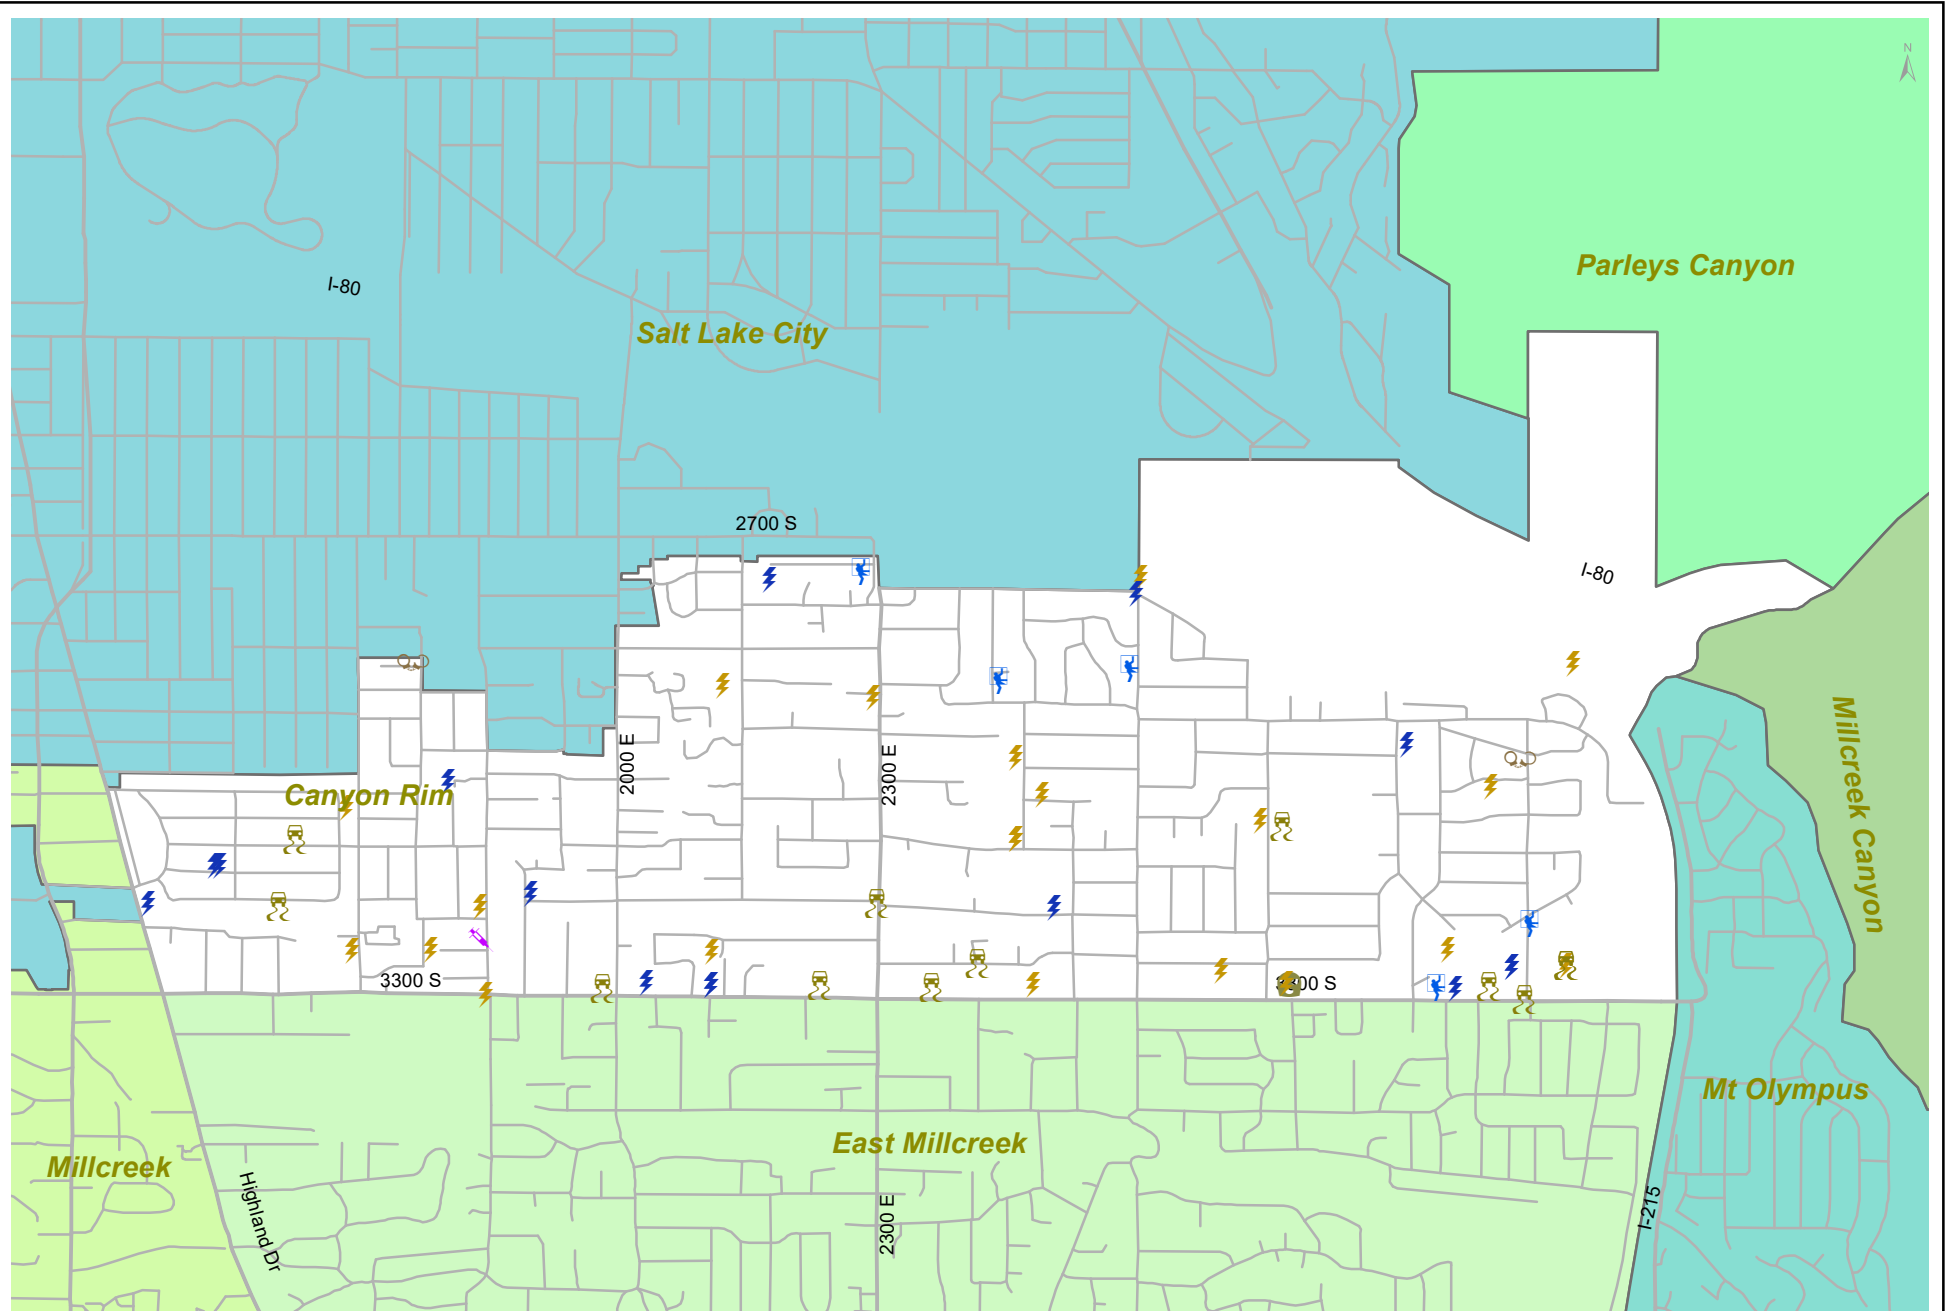 N
Parleys Canyon
I-80
Salt Lake City
2700 S
I-80
Millcreek Canyon
2000 E
2300 E
Canyon Rim
3300 S
3300 S
Mt Olympus
East Millcreek
Millcreek
Highland Dr
2300 E
I-215